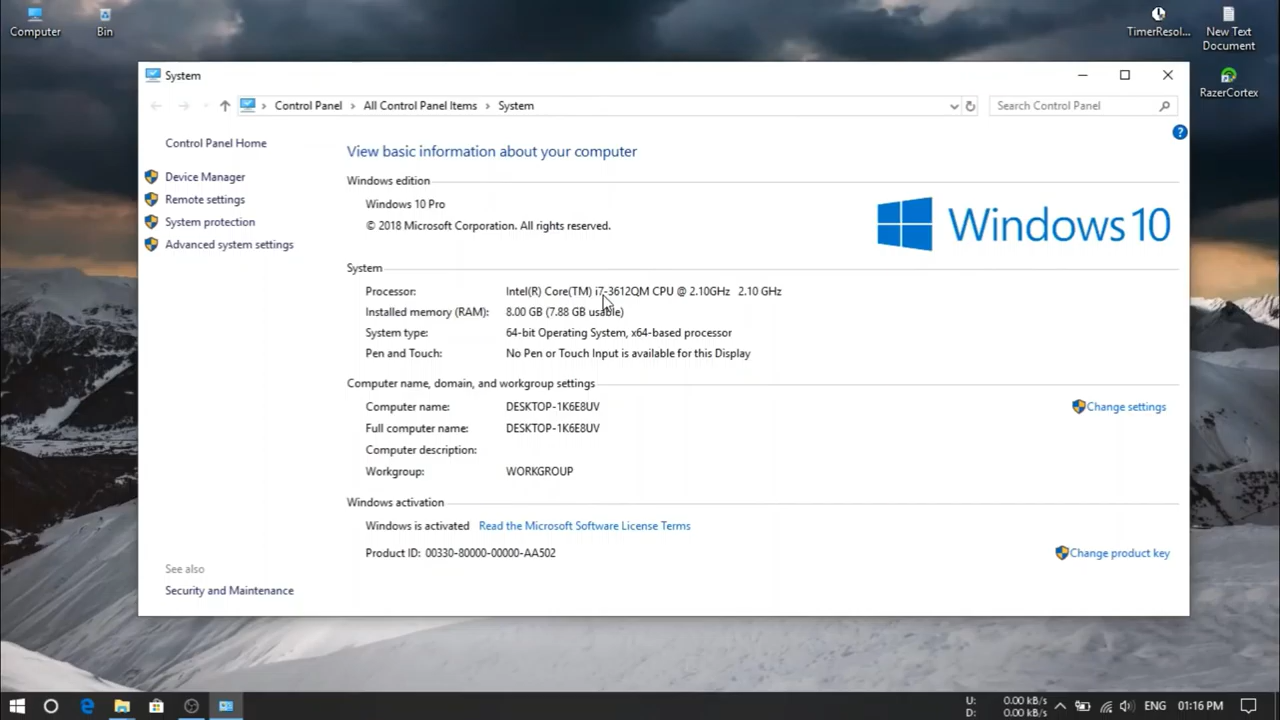 Computer
Bin
TimerResol...
New Text
Document
RazerCortex
System
Control Panel > All Control Panel Items > System
Search Control Panel
?
Control Panel Home
Device Manager
Remote settings
System protection
Advanced system settings
View basic information about your computer
Windows edition
Windows 10 Pro
© 2018 Microsoft Corporation. All rights reserved.
Windows 10
System
Processor: Intel(R) Core(TM) i7-3612QM CPU @ 2.10GHz 2.10 GHz
Installed memory (RAM): 8.00 GB (7.88 GB usable)
System type: 64-bit Operating System, x64-based processor
Pen and Touch: No Pen or Touch Input is available for this Display
Computer name, domain, and workgroup settings
Computer name: DESKTOP-1K6E8UV
Change settings
Full computer name: DESKTOP-1K6E8UV
Computer description:
Workgroup: WORKGROUP
Windows activation
Windows is activated Read the Microsoft Software License Terms
Product ID: 00330-80000-00000-AA502
Change product key
See also
Security and Maintenance
U: 0.00 kB/s
D: 0.00 kB/s
ENG
01:16 PM